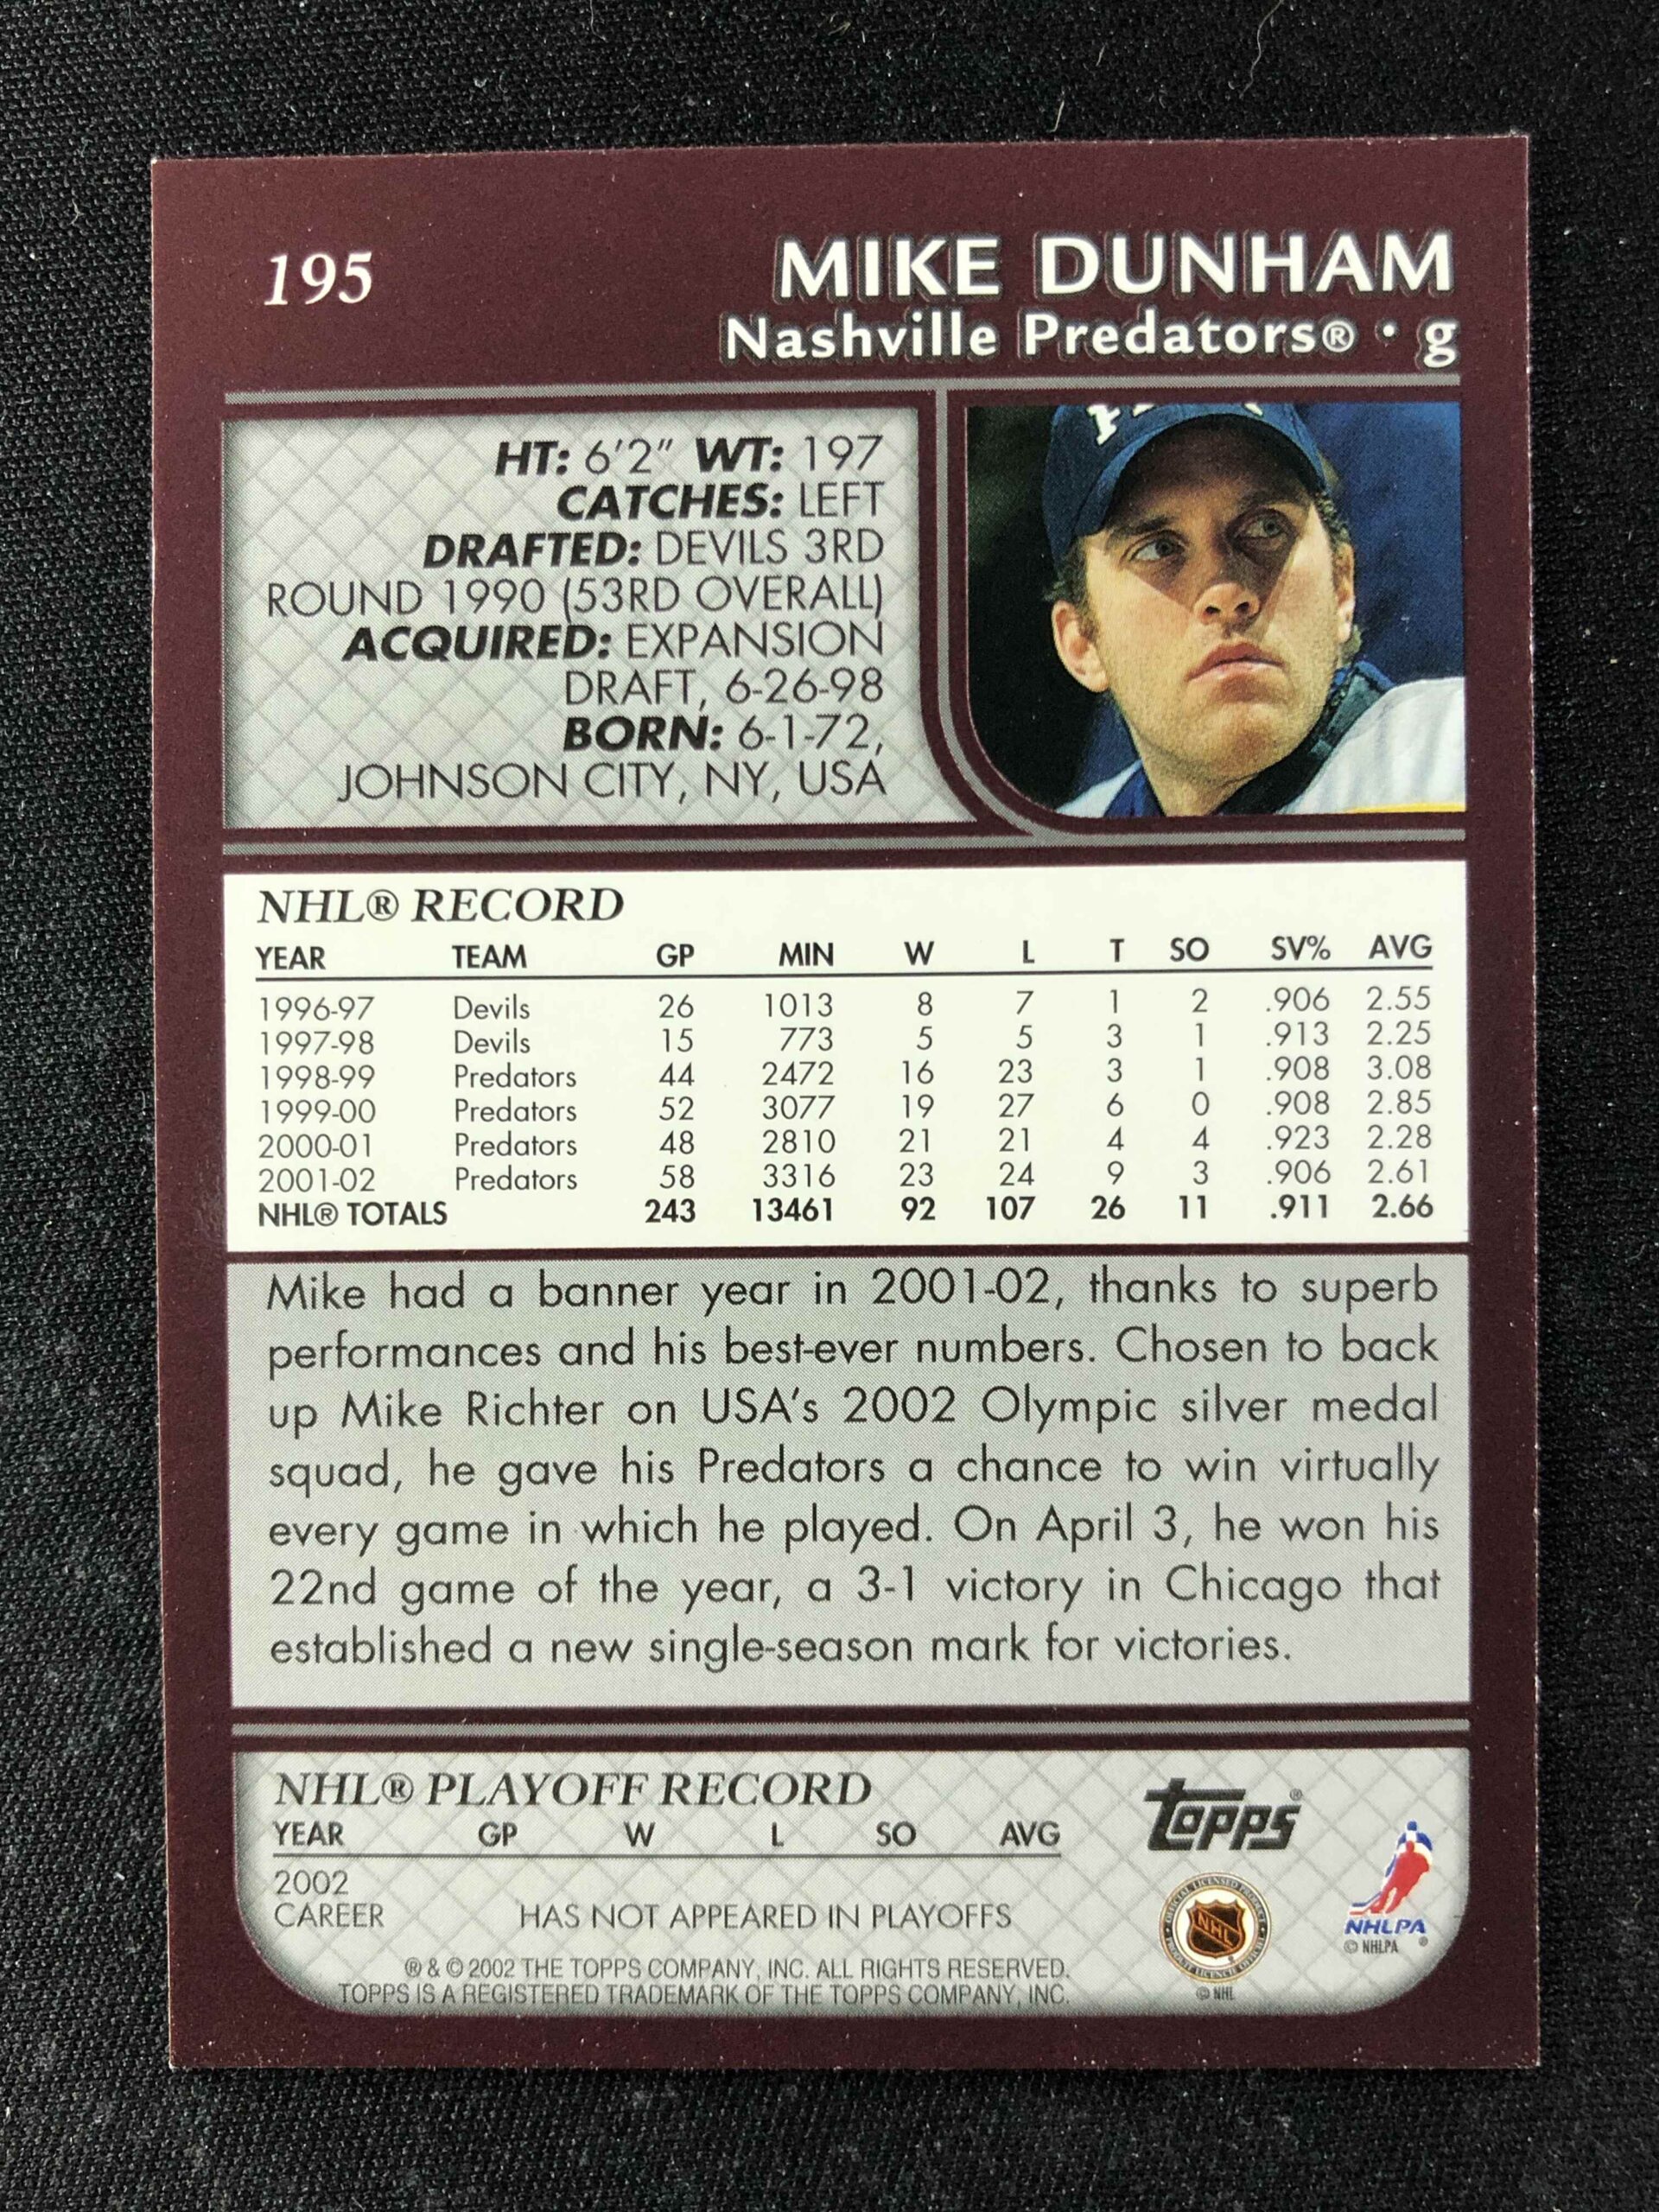 195
MIKE DUNHAM
Nashville Predators® • g
HT: 6'2" WT: 197
CATCHES: LEFT
DRAFTED: DEVILS 3RD
ROUND 1990 (53RD OVERALL)
ACQUIRED: EXPANSION
DRAFT, 6-26-98
BORN: 6-1-72,
JOHNSON CITY, NY, USA
NHL® RECORD
YEAR TEAM GP MIN W L T SO SV% AVG
1996-97 Devils 26 1013 8 7 1 2 .906 2.55
1997-98 Devils 15 773 5 5 3 1 .913 2.25
1998-99 Predators 44 2472 16 23 3 1 .908 3.08
1999-00 Predators 52 3077 19 27 6 0 .908 2.85
2000-01 Predators 48 2810 21 21 4 4 .923 2.28
2001-02 Predators 58 3316 23 24 9 3 .906 2.61
NHL® TOTALS 243 13461 92 107 26 11 .911 2.66
Mike had a banner year in 2001-02, thanks to superb
performances and his best-ever numbers. Chosen to back
up Mike Richter on USA's 2002 Olympic silver medal
squad, he gave his Predators a chance to win virtually
every game in which he played. On April 3, he won his
22nd game of the year, a 3-1 victory in Chicago that
established a new single-season mark for victories.
NHL® PLAYOFF RECORD
YEAR GP W L SO AVG
2002
CAREER HAS NOT APPEARED IN PLAYOFFS
® & © 2002 THE TOPPS COMPANY, INC. ALL RIGHTS RESERVED.
TOPPS IS A REGISTERED TRADEMARK OF THE TOPPS COMPANY, INC.
Topps®
OFFICIAL LICENSED PRODUCT
NHL
© NHL
NHLPA ®
© NHLPA